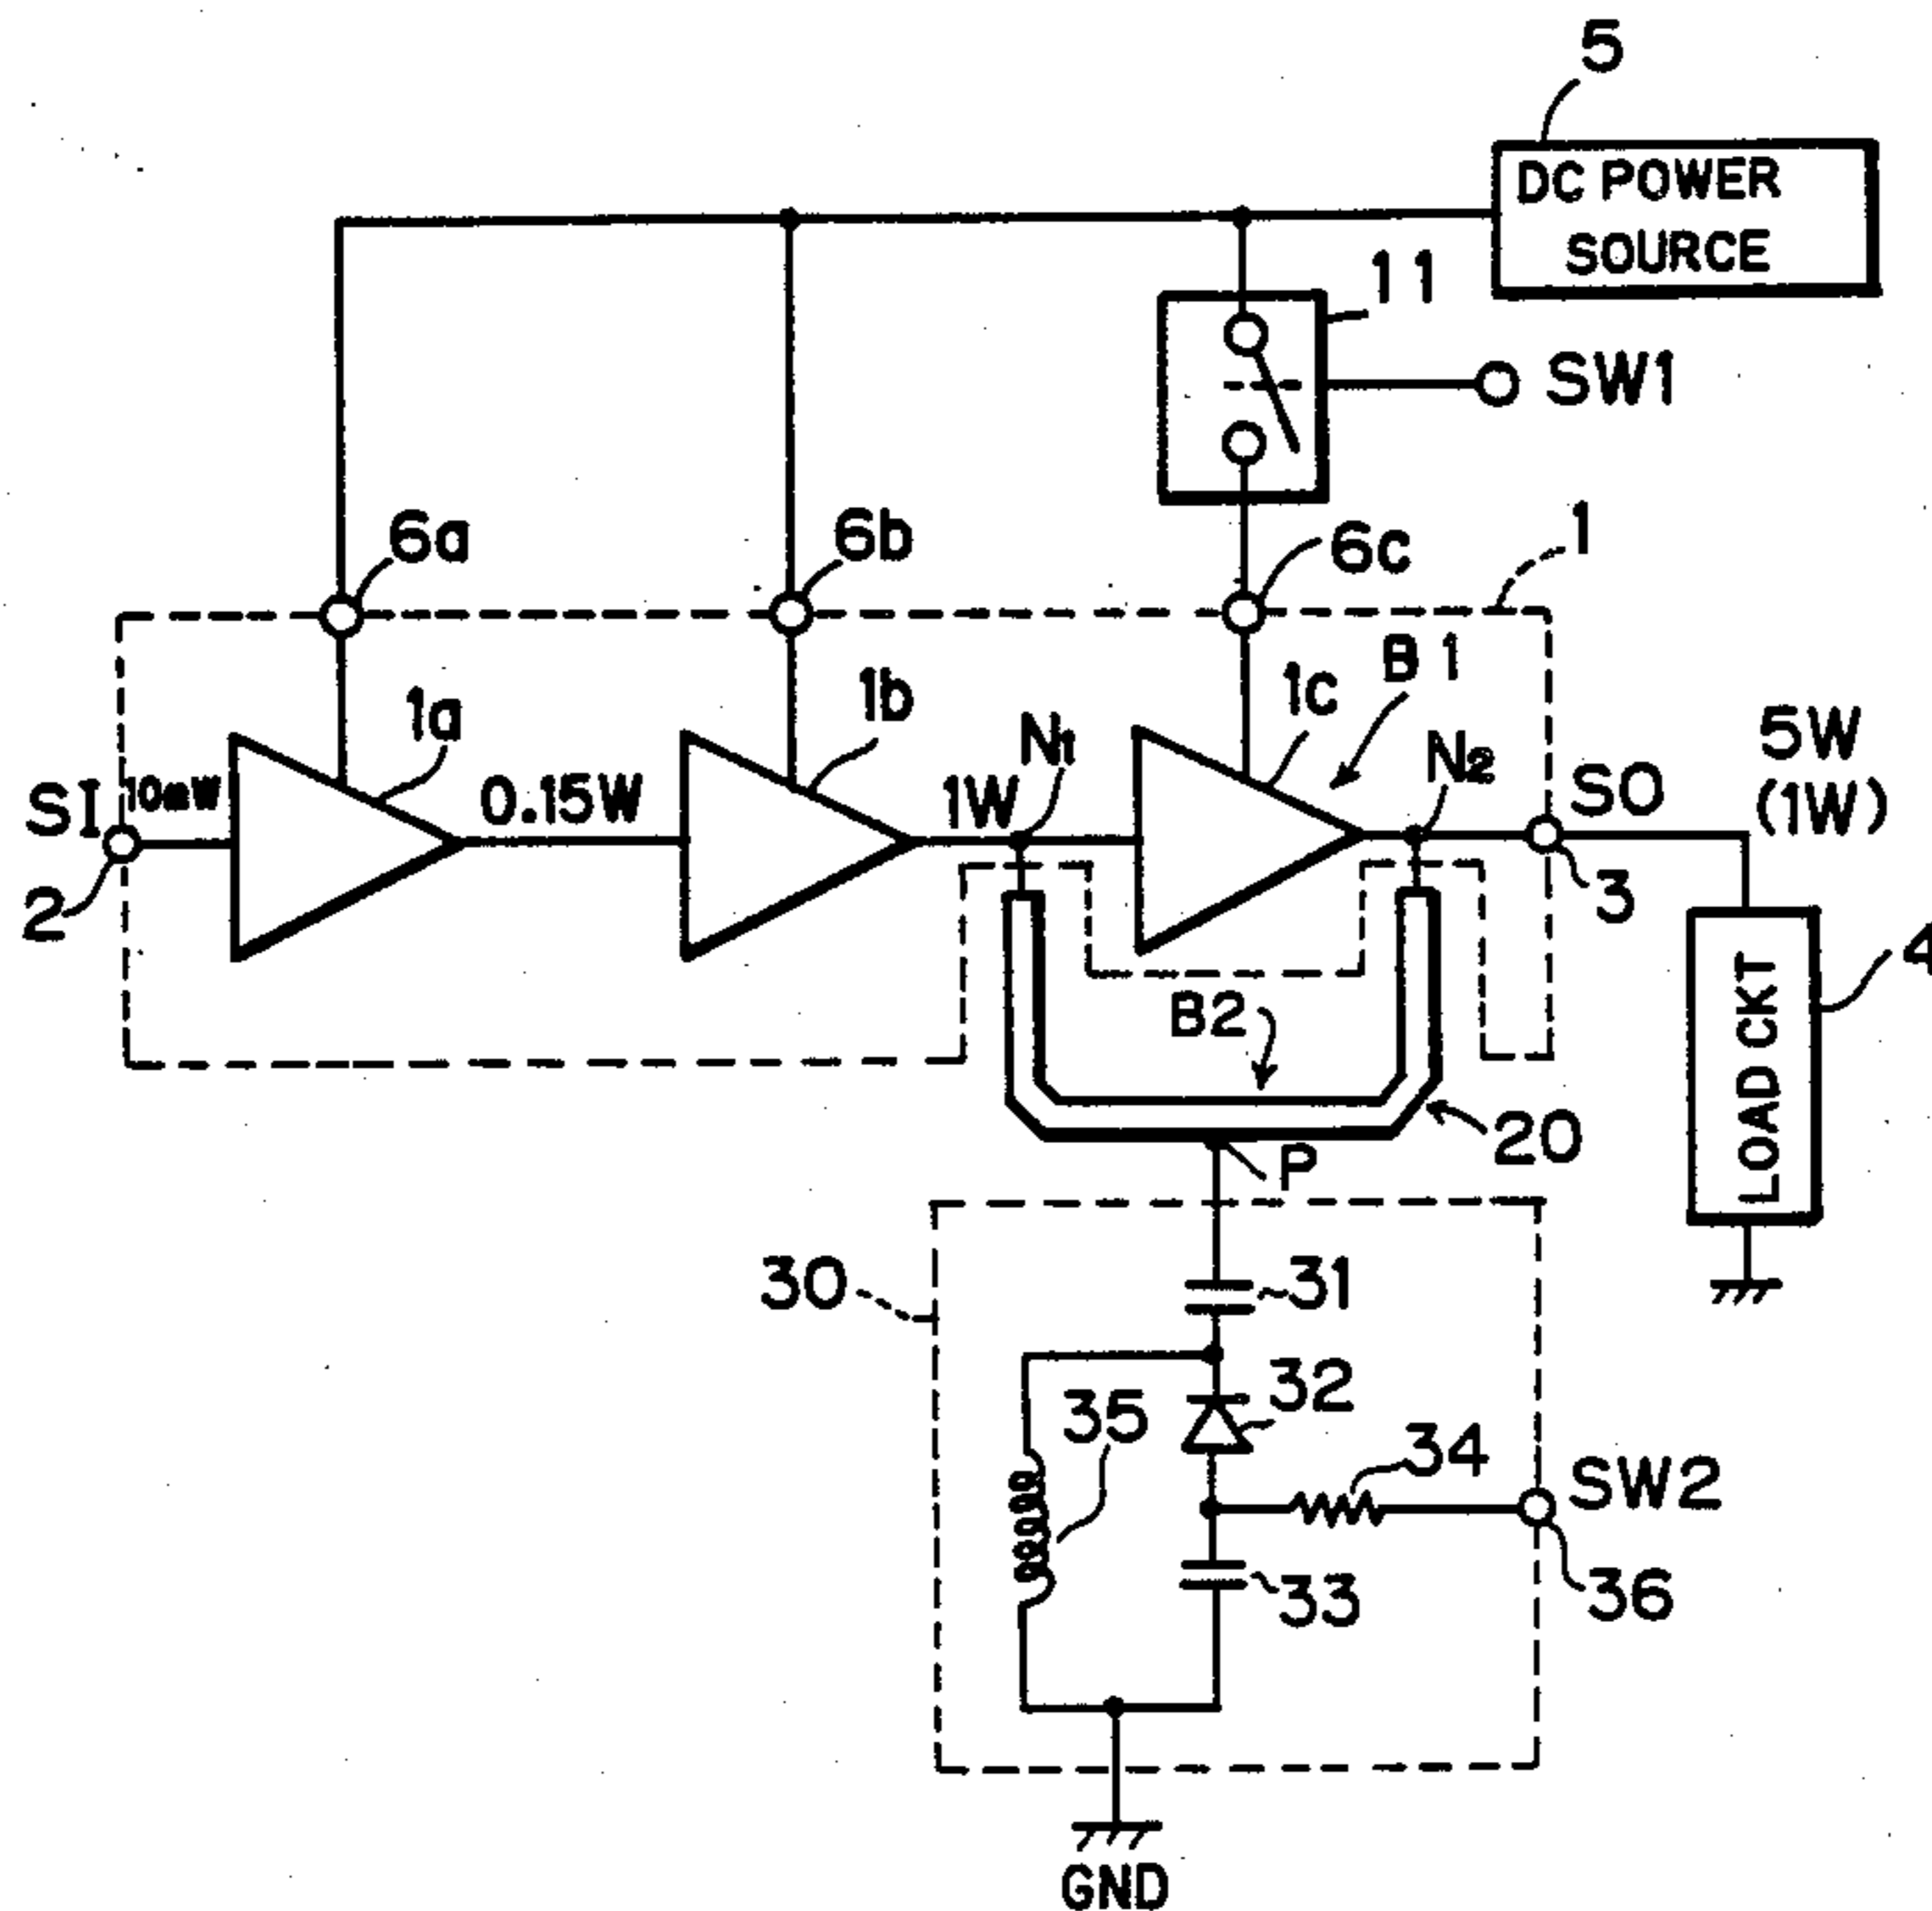 5
DC POWER
SOURCE
11
SW1
6a
6b
6c
1
1a
1b
1c
B1
N1
N2
SI
10mW
0.15W
1W
SO
5W
(1W)
2
3
4
LOAD CKT
B2
20
P
30
31
32
35
34
SW2
33
36
GND